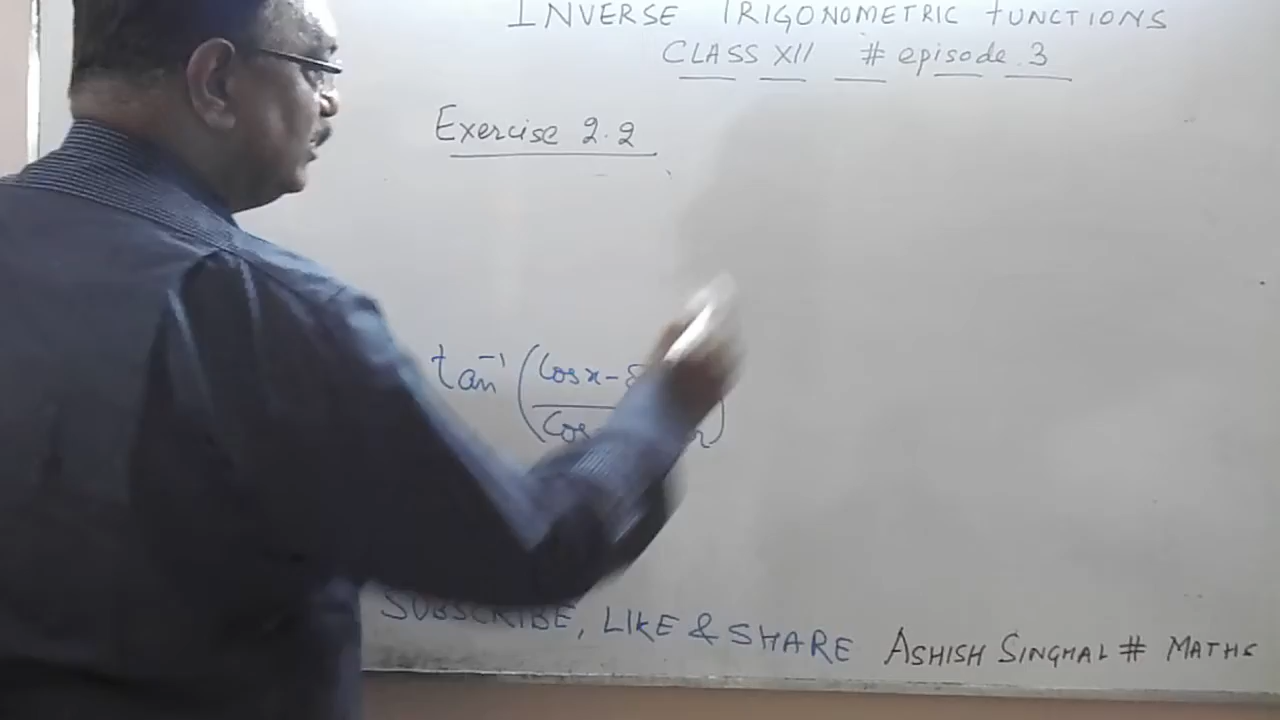 INVERSE TRIGONOMETRIC FUNCTIONS
CLASS XII # episode 3
Exercise 2.2
tan⁻¹ (Cosx-
Cos
SUBSCRIBE, LIKE & SHARE ASHISH SINGHAL # MATHS